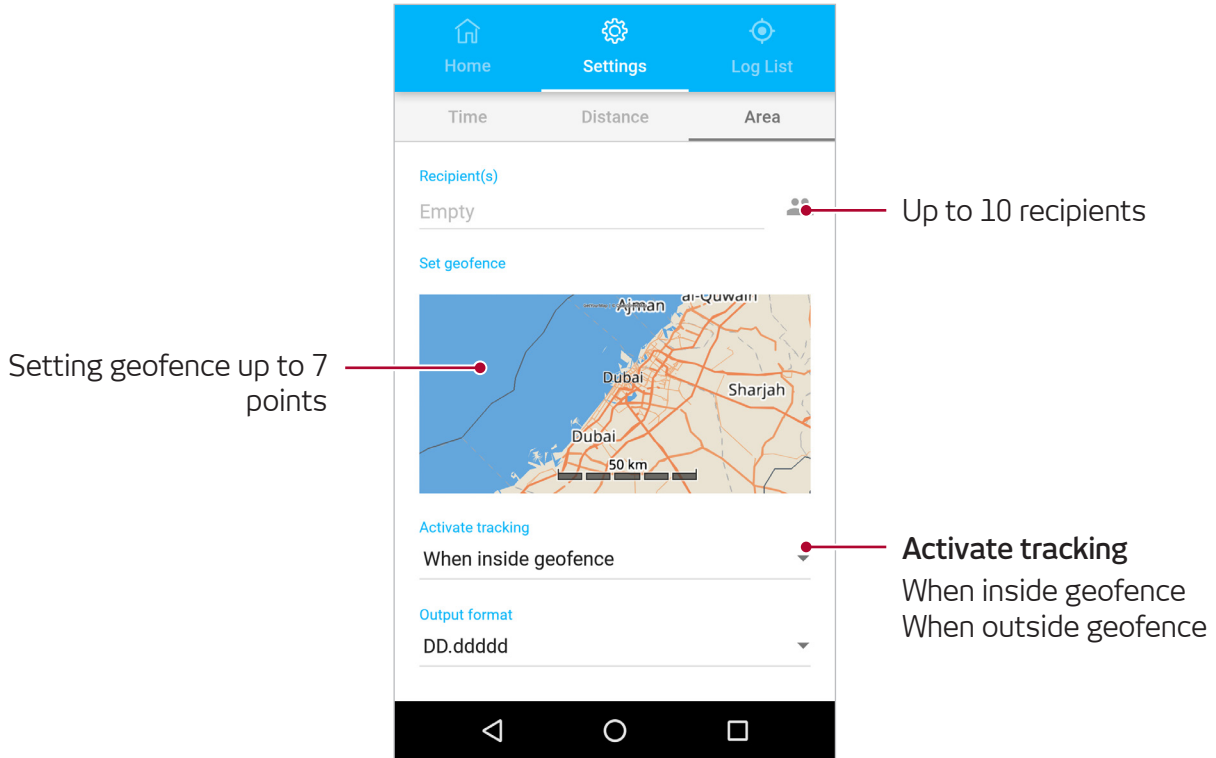 Home Settings Log List
Time Distance Area
Recipient(s)
Empty
Up to 10 recipients
Set geofence
Ajman
al-Quwain
Setting geofence up to 7
points
Dubai
Sharjah
Dubai
50 km
Activate tracking
When inside geofence
Activate tracking
When inside geofence
When outside geofence
Output format
DD.ddddd